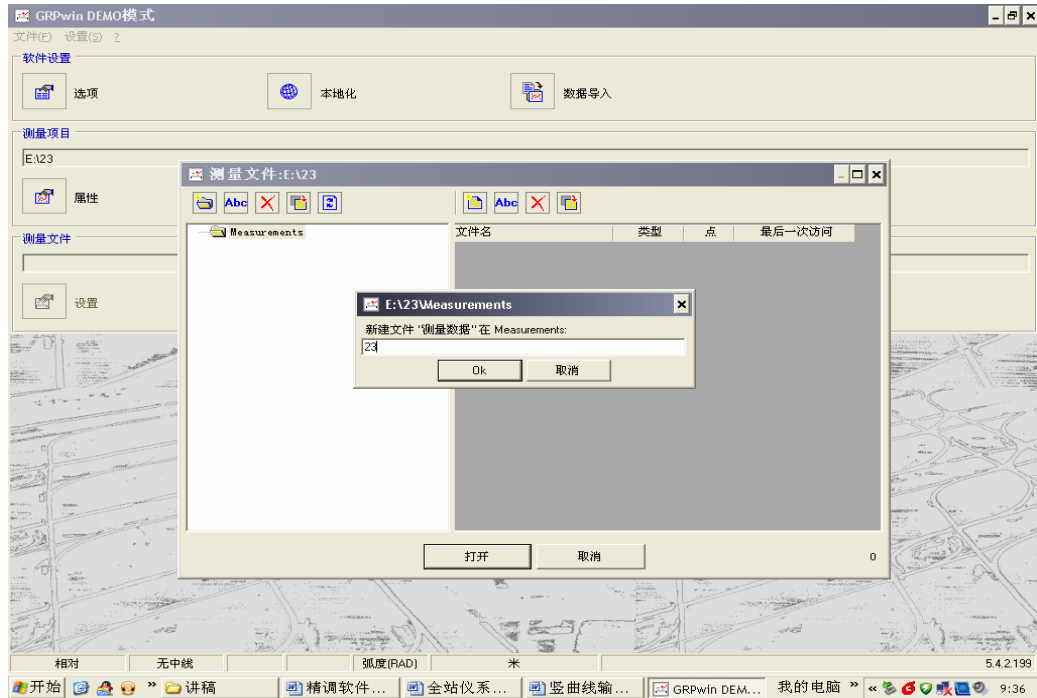 GRPwin DEMO模式
文件(F) 设置(S) ?
软件设置
选项 本地化 数据导入
测量项目
E:\23
属性
测量文件
设置
测量文件:E:\23
Abc Abc
Measurements
文件名 类型 点 最后一次访问
E:\23\Measurements
新建文件 "测量数据" 在 Measurements:
23
Ok 取消
打开 取消 0
相对 无中线 弧度(RAD) 米 5.4.2.199
开始 » 讲稿 精调软件... 全站仪系... 竖曲线输... GRPwin DEM... 我的电脑 » « 9:36